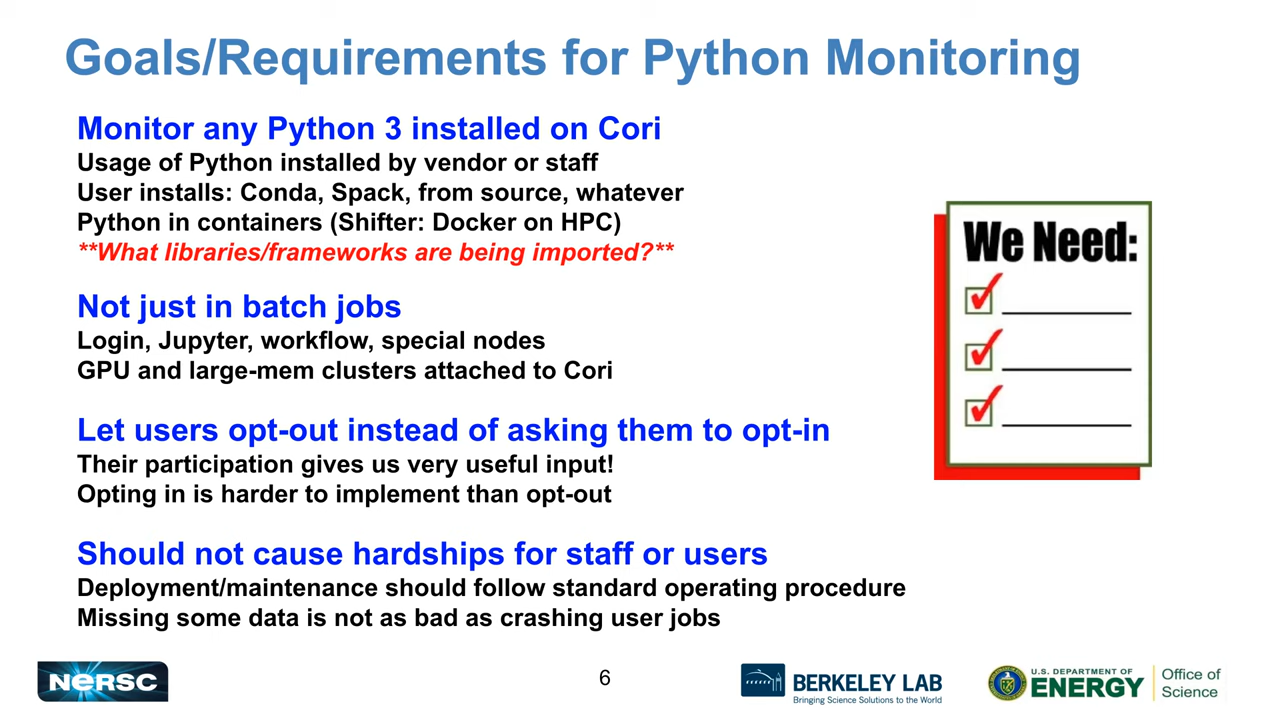 Goals/Requirements for Python Monitoring
Monitor any Python 3 installed on Cori
Usage of Python installed by vendor or staff
User installs: Conda, Spack, from source, whatever
Python in containers (Shifter: Docker on HPC)
**What libraries/frameworks are being imported?**
Not just in batch jobs
Login, Jupyter, workflow, special nodes
GPU and large-mem clusters attached to Cori
Let users opt-out instead of asking them to opt-in
Their participation gives us very useful input!
Opting in is harder to implement than opt-out
Should not cause hardships for staff or users
Deployment/maintenance should follow standard operating procedure
Missing some data is not as bad as crashing user jobs
We Need:
NERSC
6
BERKELEY LAB
Bringing Science Solutions to the World
U.S. DEPARTMENT OF
ENERGY
Office of
Science